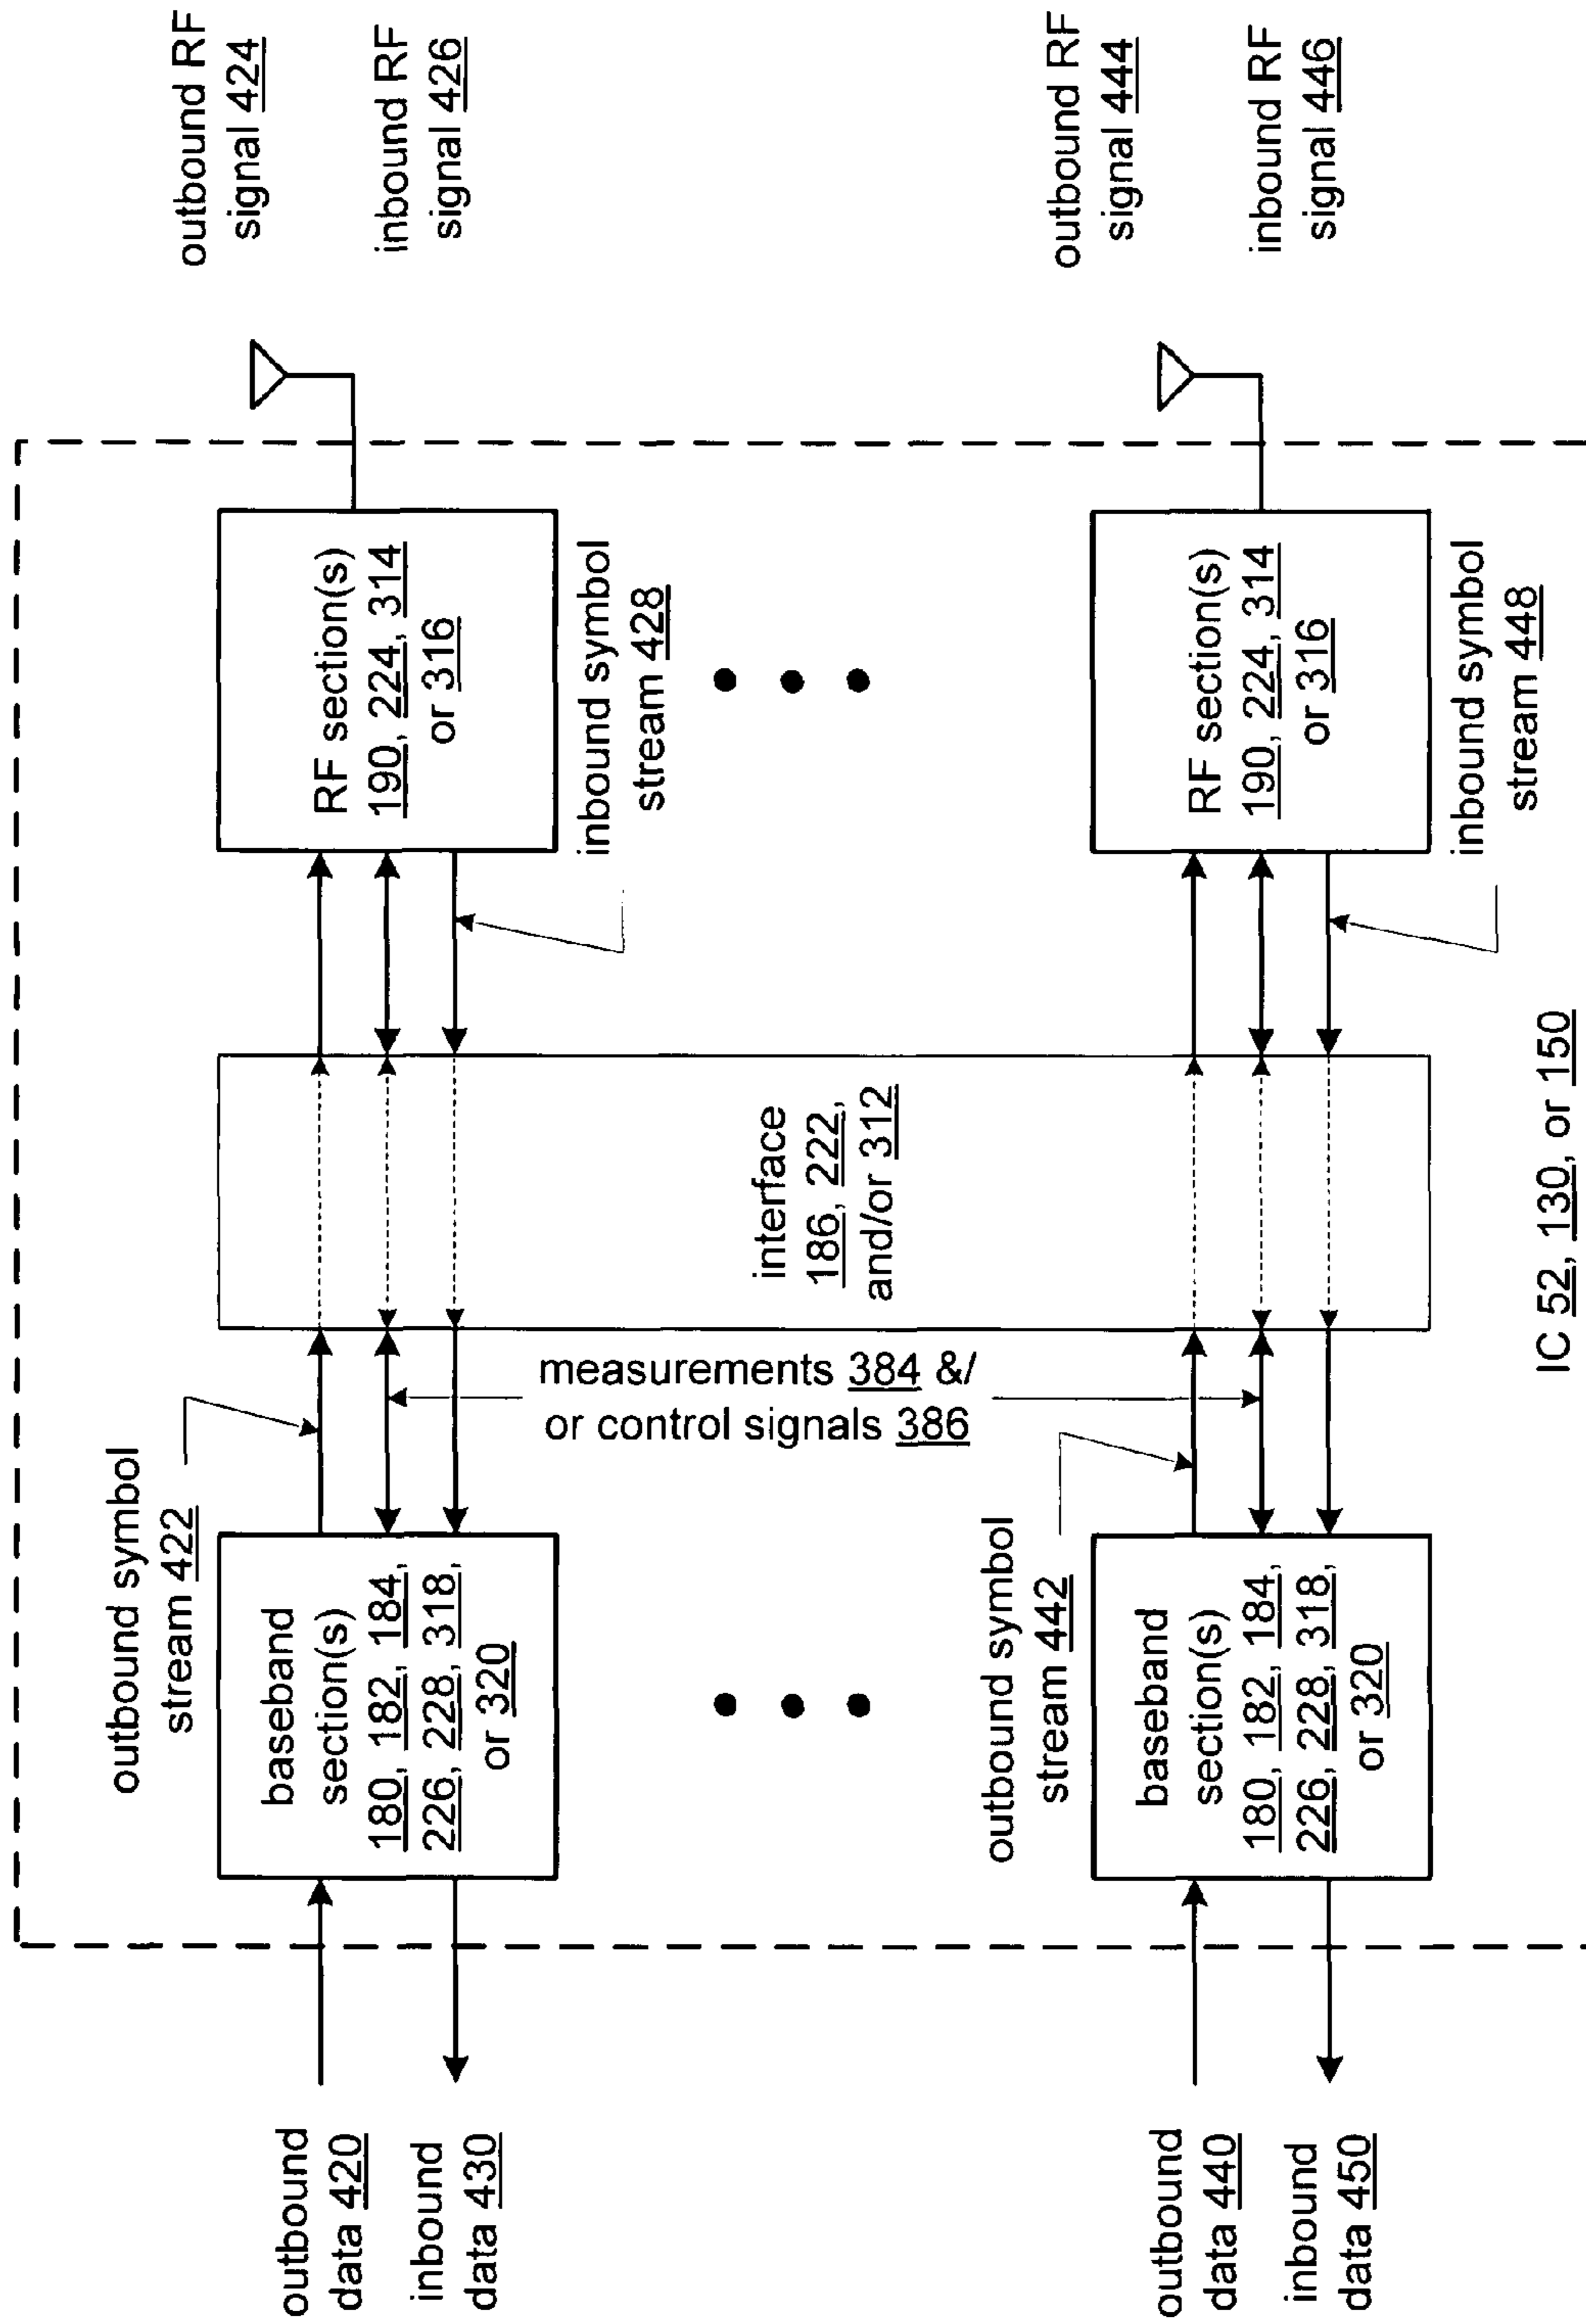 outbound RF
signal 424
inbound RF
signal 426
outbound RF
signal 444
inbound RF
signal 446
RF section(s)
190, 224, 314
or 316
inbound symbol
stream 428
RF section(s)
190, 224, 314
or 316
inbound symbol
stream 448
interface
186, 222,
and/or 312
measurements 384 &/
or control signals 386
outbound symbol
stream 422
baseband
section(s)
180, 182, 184,
226, 228, 318,
or 320
outbound symbol
stream 442
baseband
section(s)
180, 182, 184,
226, 228, 318,
or 320
IC 52, 130, or 150
outbound
data 420
inbound
data 430
outbound
data 440
inbound
data 450